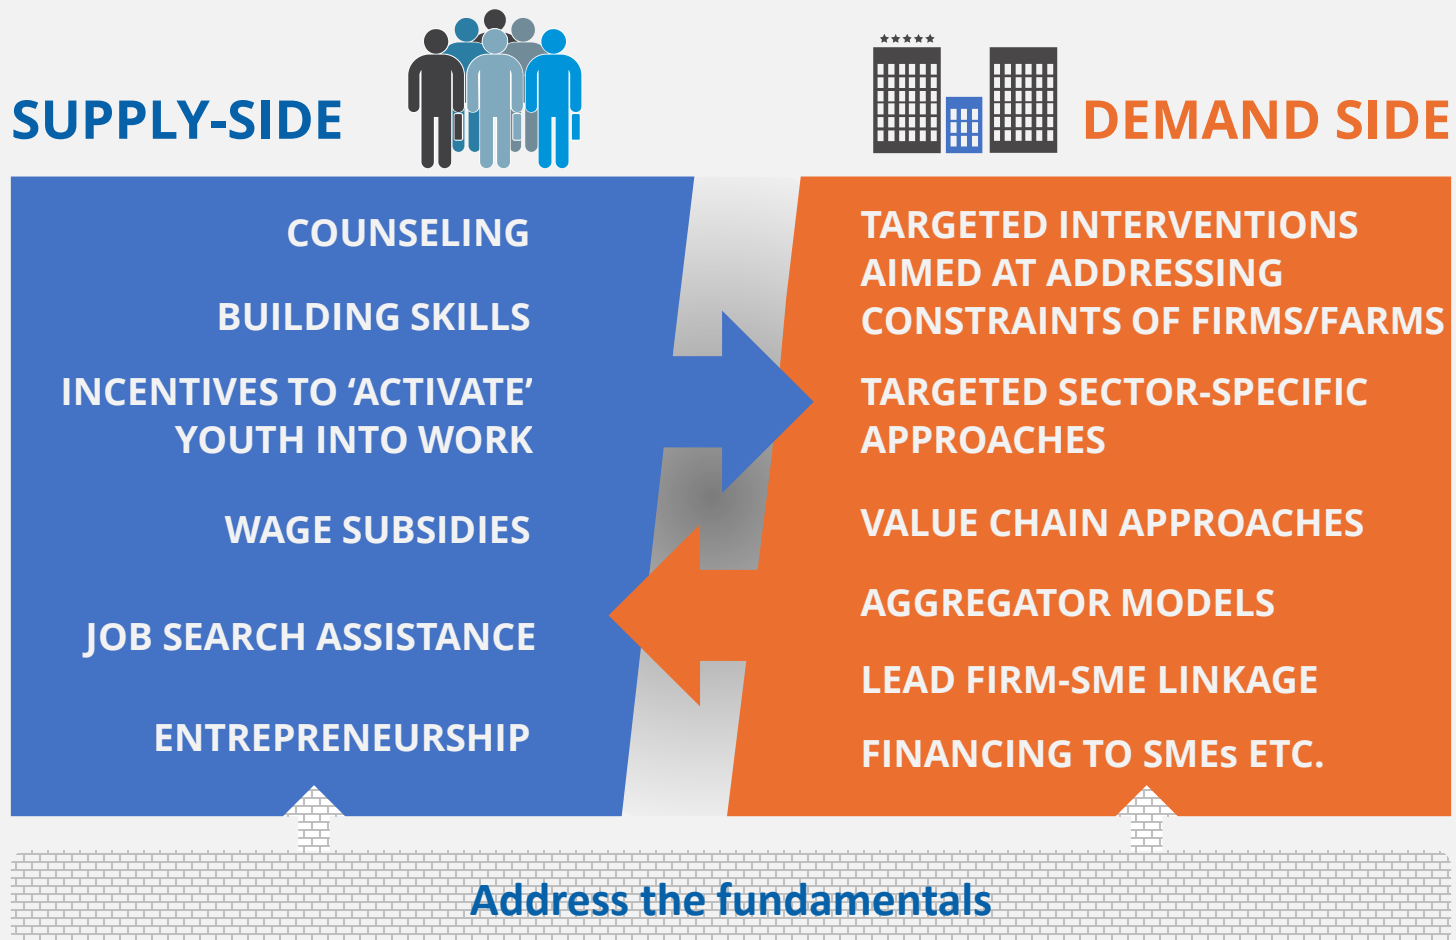 SUPPLY-SIDE
DEMAND SIDE
COUNSELING
BUILDING SKILLS
INCENTIVES TO ‘ACTIVATE’
YOUTH INTO WORK
WAGE SUBSIDIES
JOB SEARCH ASSISTANCE
ENTREPRENEURSHIP
TARGETED INTERVENTIONS
AIMED AT ADDRESSING
CONSTRAINTS OF FIRMS/FARMS
TARGETED SECTOR-SPECIFIC
APPROACHES
VALUE CHAIN APPROACHES
AGGREGATOR MODELS
LEAD FIRM-SME LINKAGE
FINANCING TO SMEs ETC.
Address the fundamentals